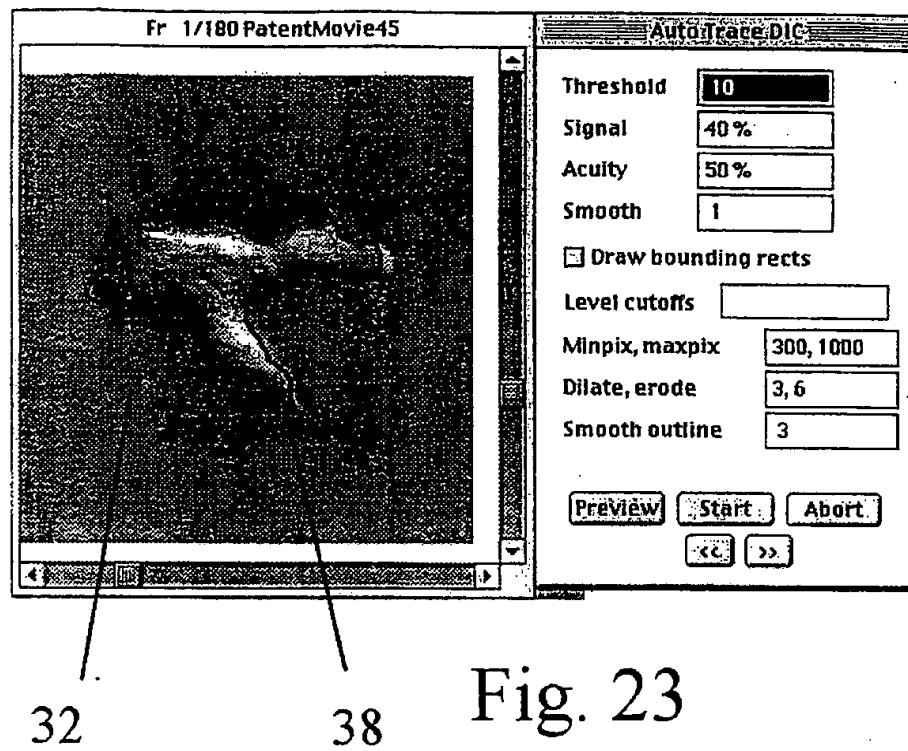 Fr 1/180 PatentMovie45
Auto Trace DIC
Threshold 10
Signal 40 %
Acuity 50 %
Smooth 1
Draw bounding rects
Level cutoffs
Minpix, maxpix 300, 1000
Dilate, erode 3, 6
Smooth outline 3
Preview Start Abort
<< >>
32 38 Fig. 23